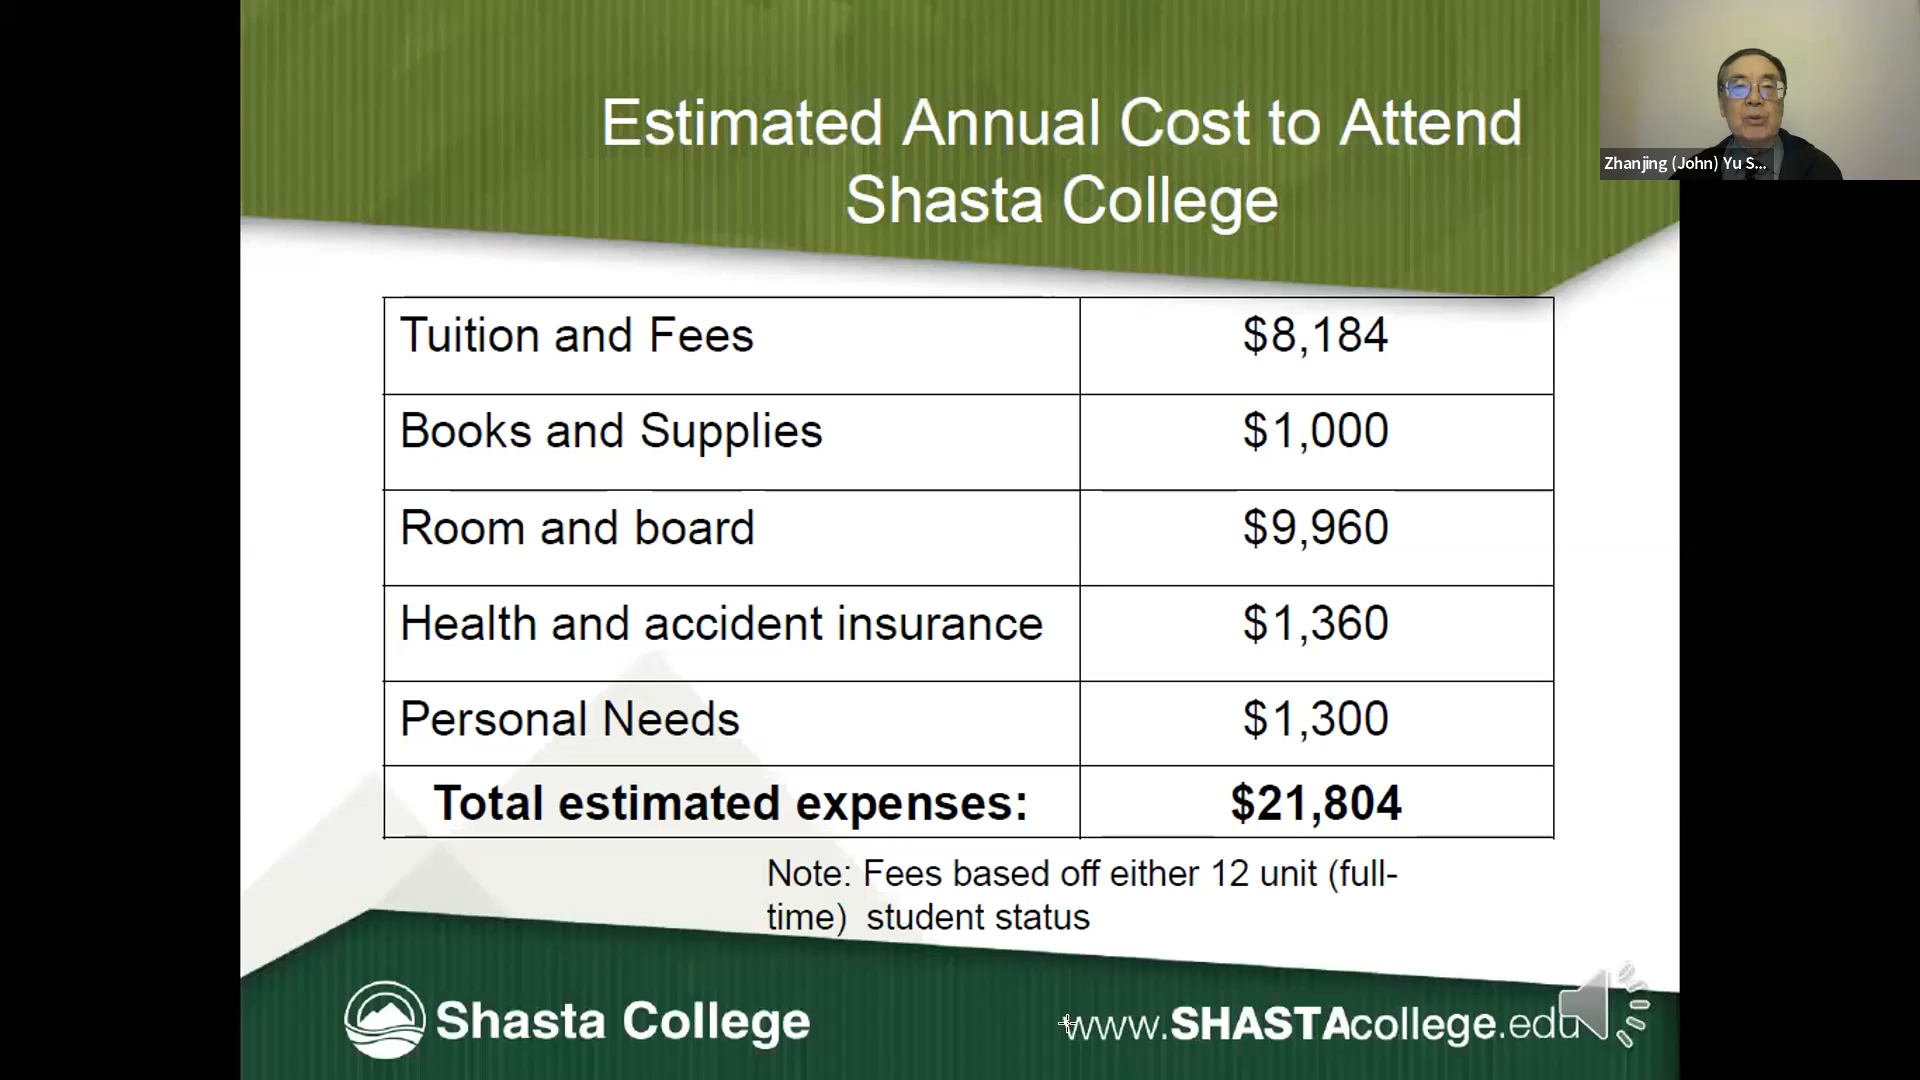 Estimated Annual Cost to Attend
Shasta College
Zhanjing (John) Yu S...
Tuition and Fees $8,184
Books and Supplies $1,000
Room and board $9,960
Health and accident insurance $1,360
Personal Needs $1,300
Total estimated expenses: $21,804
Note: Fees based off either 12 unit (full-
time) student status
Shasta College
www.SHASTAcollege.edu